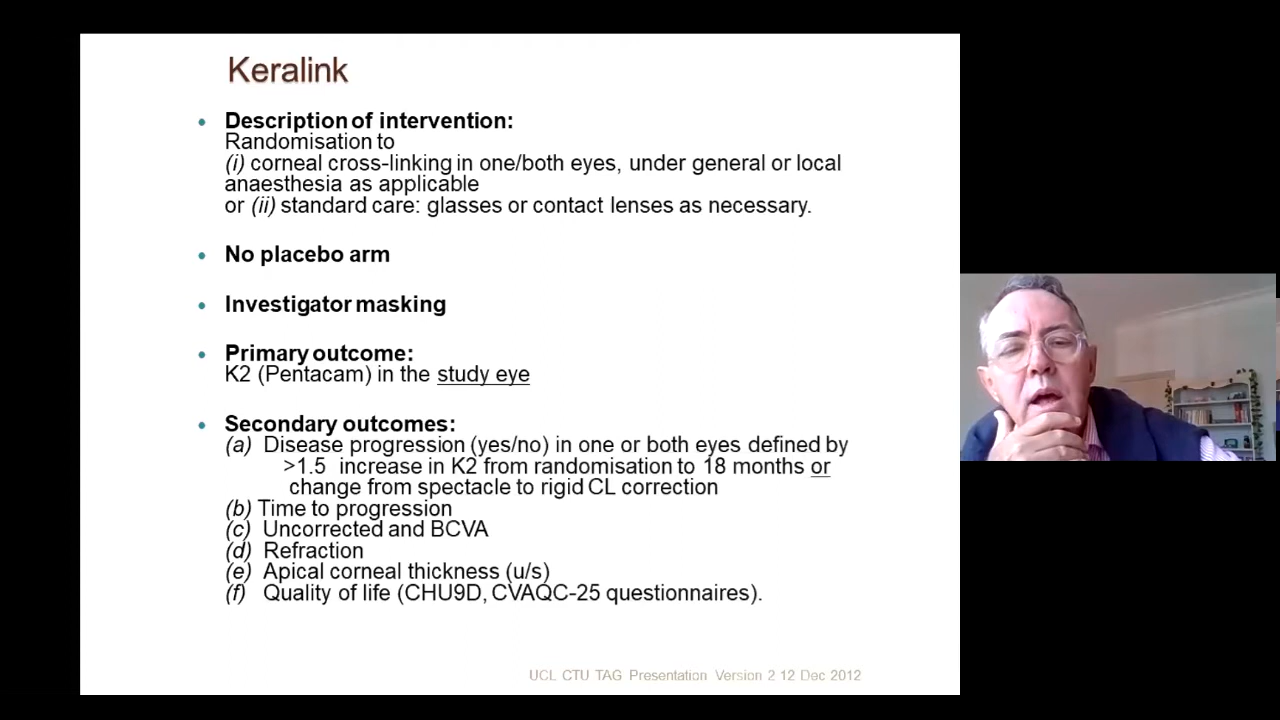 Keralink
• Description of intervention:
Randomisation to
(i) corneal cross-linking in one/both eyes, under general or local
anaesthesia as applicable
or (ii) standard care: glasses or contact lenses as necessary.
• No placebo arm
• Investigator masking
• Primary outcome:
K2 (Pentacam) in the study eye
• Secondary outcomes:
(a) Disease progression (yes/no) in one or both eyes defined by
>1.5 increase in K2 from randomisation to 18 months or
change from spectacle to rigid CL correction
(b) Time to progression
(c) Uncorrected and BCVA
(d) Refraction
(e) Apical corneal thickness (u/s)
(f) Quality of life (CHU9D, CVAQC-25 questionnaires).
UCL CTU TAG Presentation Version 2 12 Dec 2012